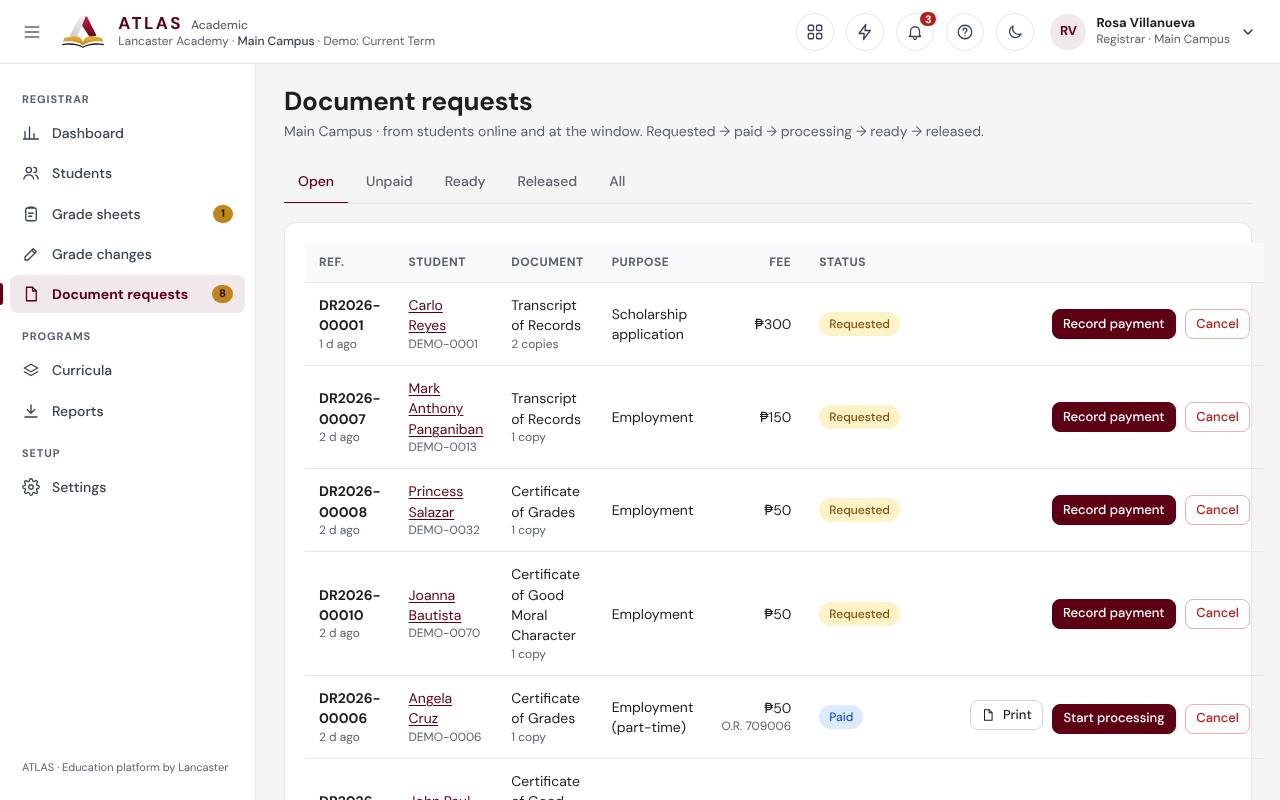 ATLAS Academic
Lancaster Academy · Main Campus · Demo: Current Term
3
RV
Rosa Villanueva
Registrar · Main Campus
REGISTRAR
Dashboard
Students
Grade sheets 1
Grade changes
Document requests 8
PROGRAMS
Curricula
Reports
SETUP
Settings
ATLAS · Education platform by Lancaster
Document requests
Main Campus · from students online and at the window. Requested → paid → processing → ready → released.
Open Unpaid Ready Released All
REF. STUDENT DOCUMENT PURPOSE FEE STATUS
DR2026-00001
1 d ago
Carlo
Reyes
DEMO-0001
Transcript
of Records
2 copies
Scholarship
application
₱300
Requested
Record payment Cancel
DR2026-00007
2 d ago
Mark
Anthony
Panganiban
DEMO-0013
Transcript
of Records
1 copy
Employment
₱150
Requested
Record payment Cancel
DR2026-00008
2 d ago
Princess
Salazar
DEMO-0032
Certificate
of Grades
1 copy
Employment
₱50
Requested
Record payment Cancel
DR2026-00010
2 d ago
Joanna
Bautista
DEMO-0070
Certificate
of Good
Moral
Character
1 copy
Employment
₱50
Requested
Record payment Cancel
DR2026-00006
2 d ago
Angela
Cruz
DEMO-0006
Certificate
of Grades
1 copy
Employment
(part-time)
₱50
O.R. 709006
Paid
Print Start processing Cancel
DR2026-
John Paul
Certificate
of Good